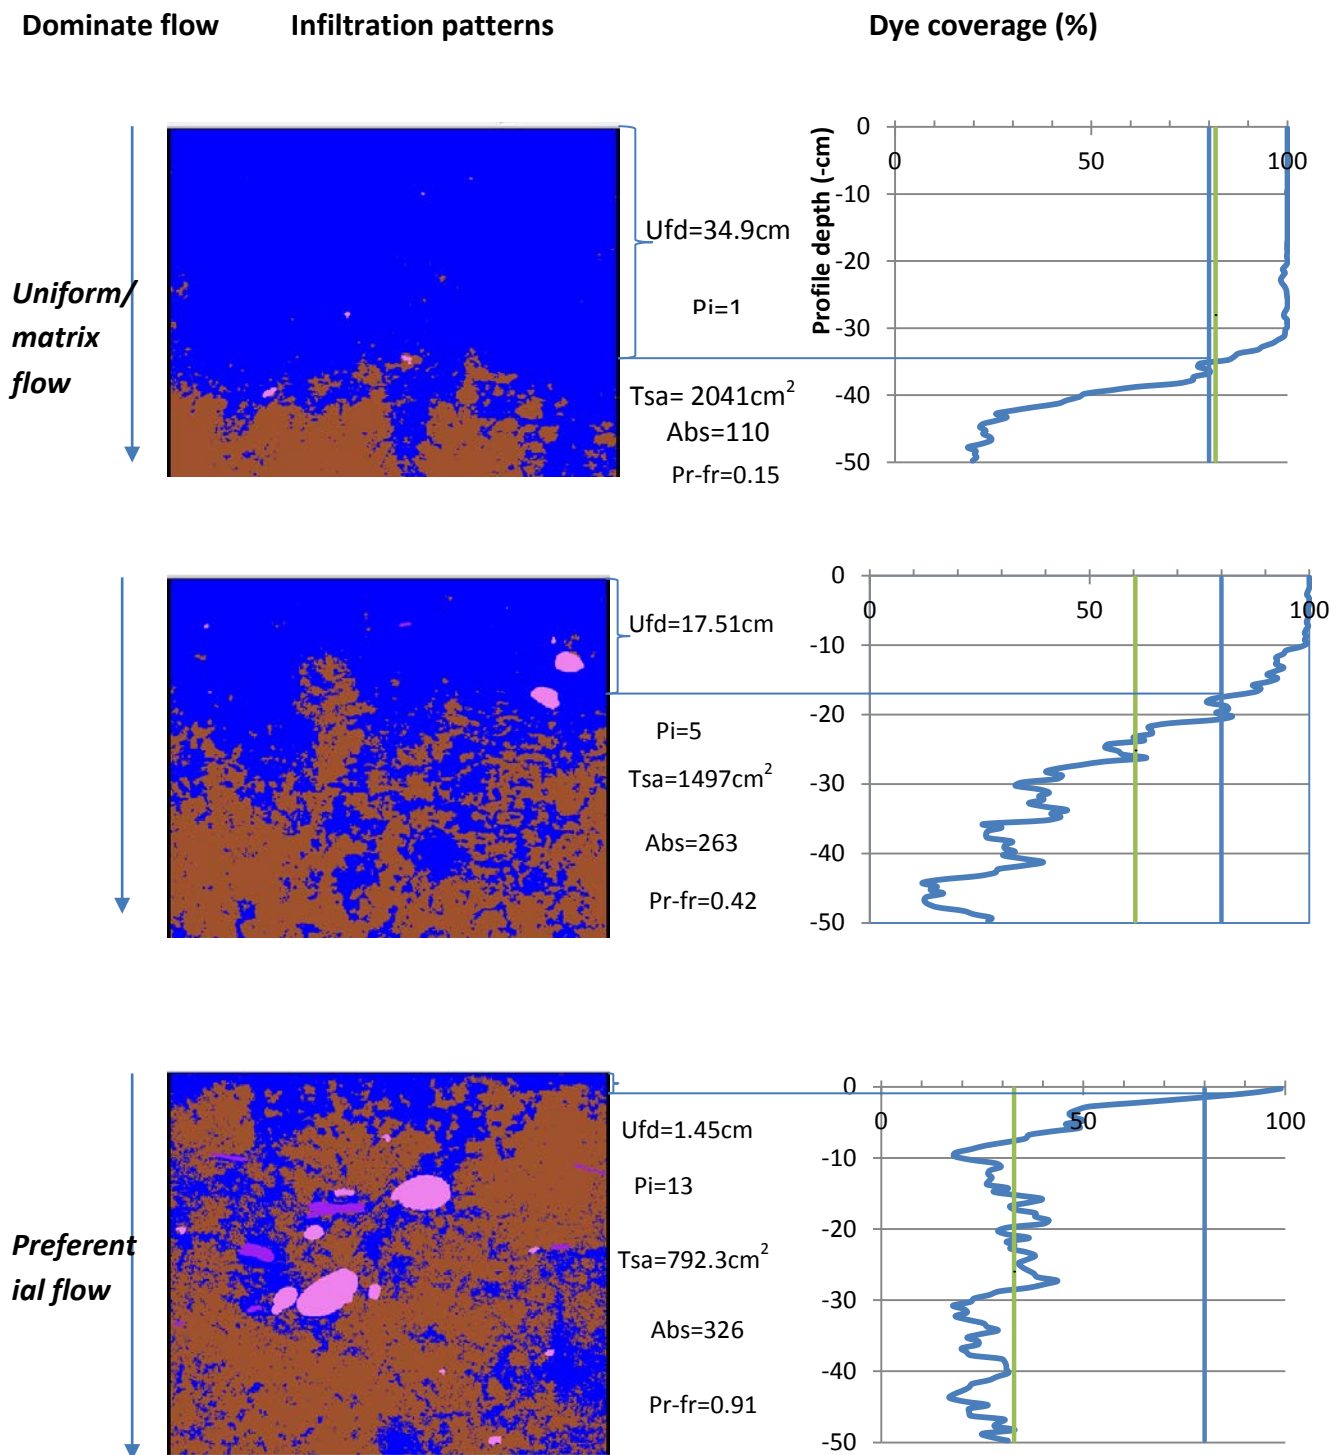 Dominate flow Infiltration patterns Dye coverage (%)
Uniform/
matrix
flow
Ufd=34.9cm
Pi=1
Tsa= 2041cm²
Abs=110
Pr-fr=0.15
Profile depth (-cm)
0
0 50 100
-10
-20
-30
-40
-50
Ufd=17.51cm
Pi=5
Tsa=1497cm²
Abs=263
Pr-fr=0.42
0
0 50 100
-10
-20
-30
-40
-50
Preferent
ial flow
Ufd=1.45cm
Pi=13
Tsa=792.3cm²
Abs=326
Pr-fr=0.91
0
0 50 100
-10
-20
-30
-40
-50